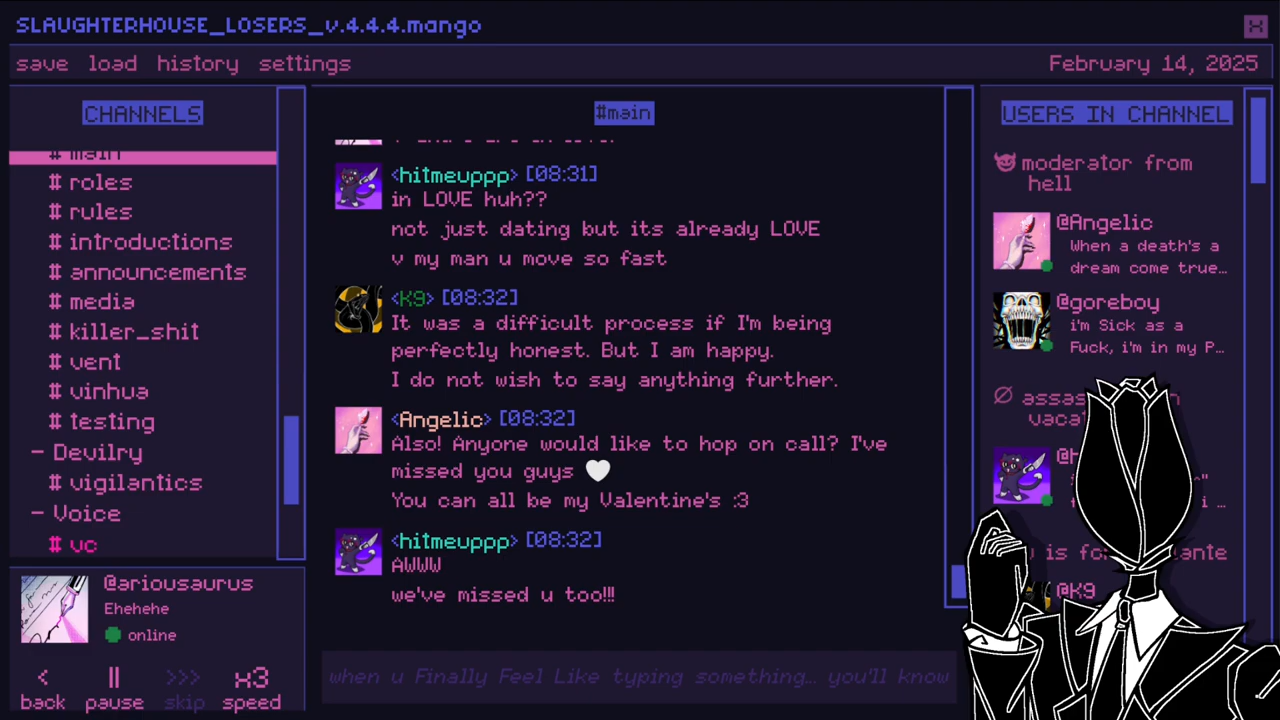 SLAUGHTERHOUSE_LOSERS_v.4.4.4.mango
save load history settings
February 14, 2025
CHANNELS
# main
# roles
# rules
# introductions
# announcements
# media
# killer_shit
# vent
# vinhua
# testing
– Devilry
# vigilantics
– Voice
# vc
@ariousaurus
Ehehehe
online
< || >>> x3
back pause skip speed
#main
<hitmeuppp> [08:31]
in LOVE huh??
not just dating but its already LOVE
v my man u move so fast
<K9> [08:32]
It was a difficult process if I'm being
perfectly honest. But I am happy.
I do not wish to say anything further.
<Angelic> [08:32]
Also! Anyone would like to hop on call? I've
missed you guys 🤍
You can all be my Valentine's :3
<hitmeuppp> [08:32]
AWWW
we've missed u too!!!
when u Finally Feel Like typing something... you'll know
USERS IN CHANNEL
moderator from
hell
@Angelic
When a death's a
dream come true...
@goreboy
i'm Sick as a
Fuck, i'm in my P...
is
@K9